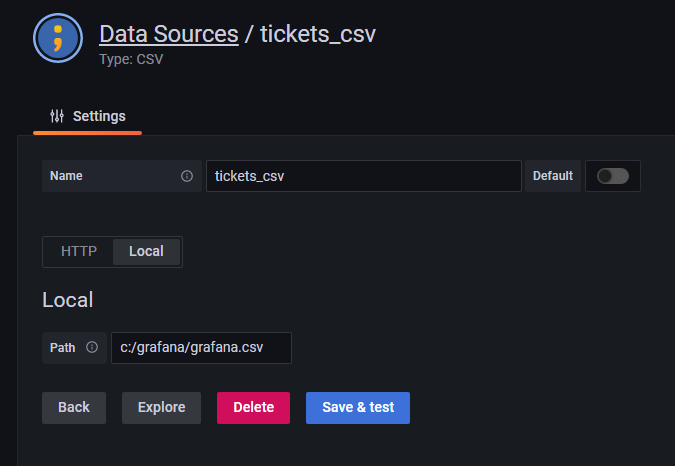 Data Sources / tickets_csv
Type: CSV
Settings
Name tickets_csv Default
HTTP Local
Local
Path c:/grafana/grafana.csv
Back Explore Delete Save & test